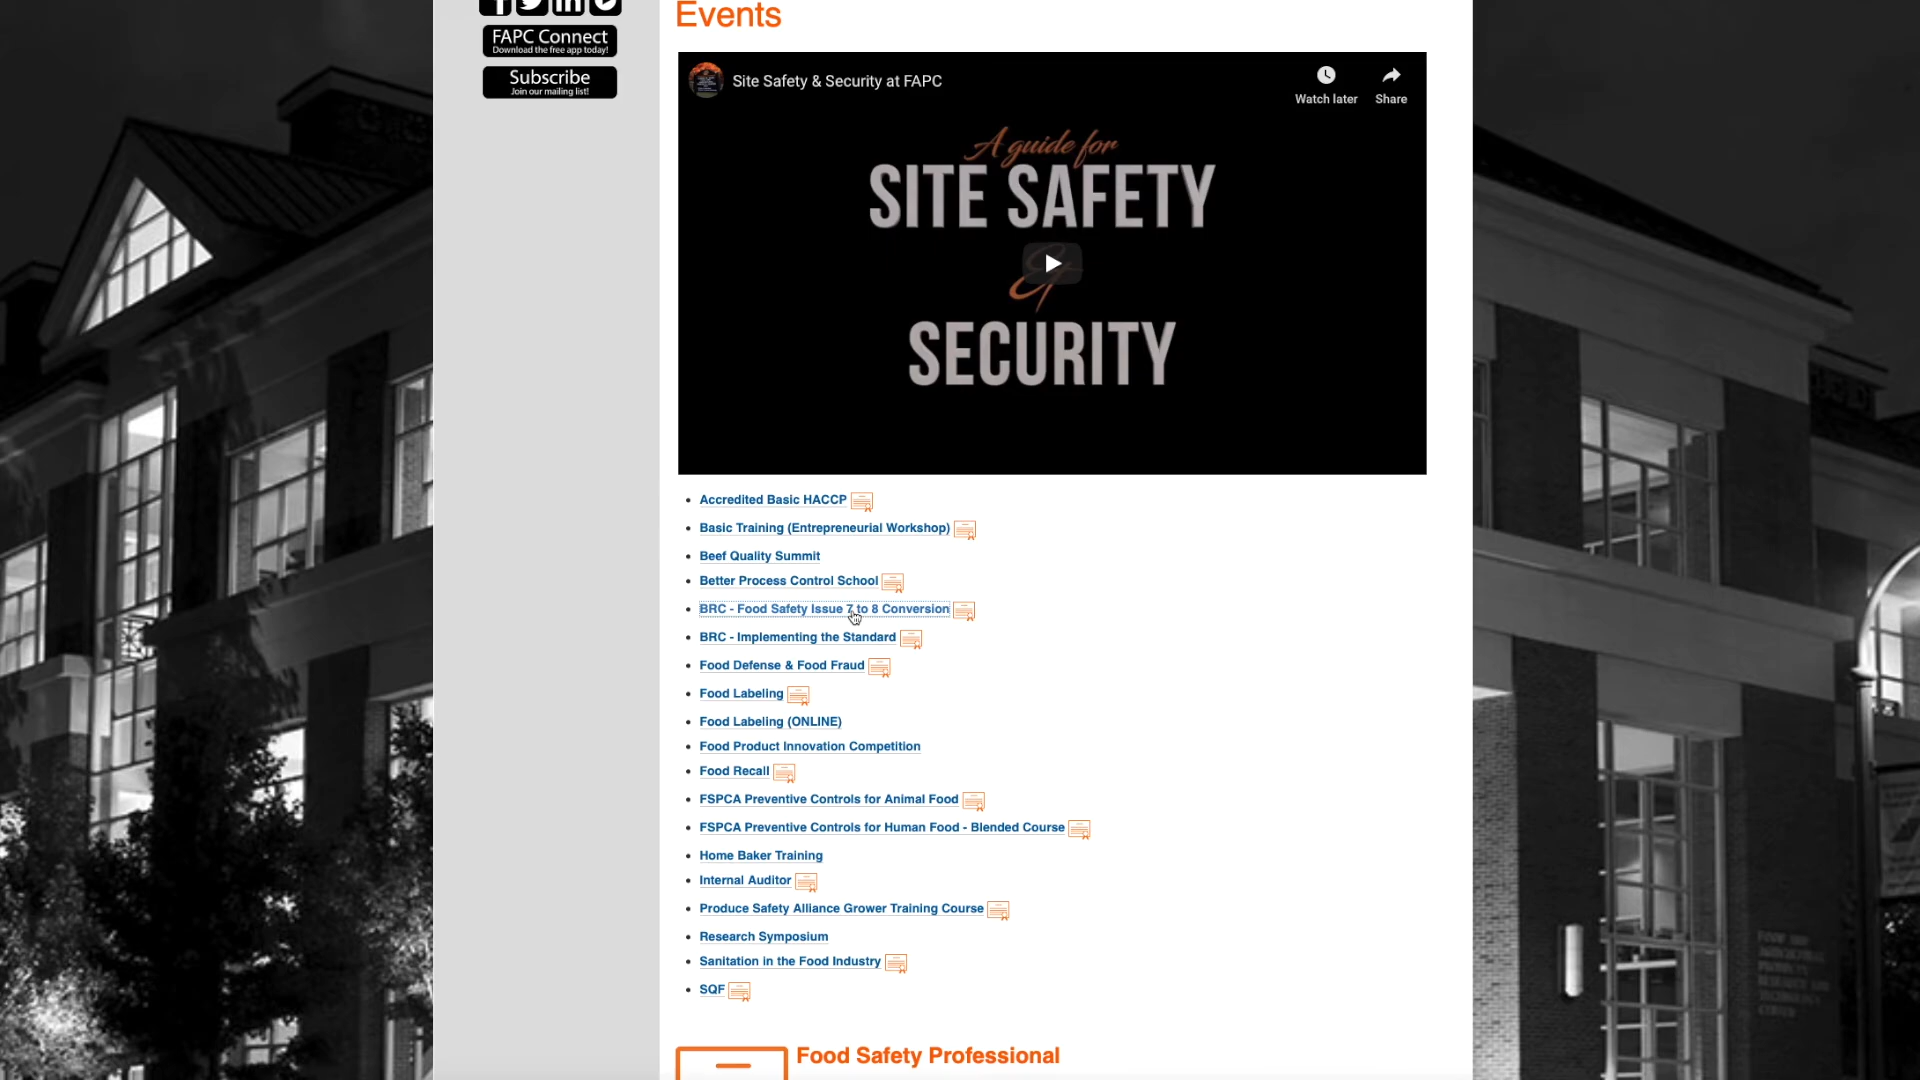 Events
FAPC Connect
Download the free app today!
Subscribe
Join our mailing list!
Site Safety & Security at FAPC
Watch later
Share
A guide for
SITE SAFETY
&
SECURITY
Accredited Basic HACCP
Basic Training (Entrepreneurial Workshop)
Beef Quality Summit
Better Process Control School
BRC - Food Safety Issue 7 to 8 Conversion
BRC - Implementing the Standard
Food Defense & Food Fraud
Food Labeling
Food Labeling (ONLINE)
Food Product Innovation Competition
Food Recall
FSPCA Preventive Controls for Animal Food
FSPCA Preventive Controls for Human Food - Blended Course
Home Baker Training
Internal Auditor
Produce Safety Alliance Grower Training Course
Research Symposium
Sanitation in the Food Industry
SQF
Food Safety Professional